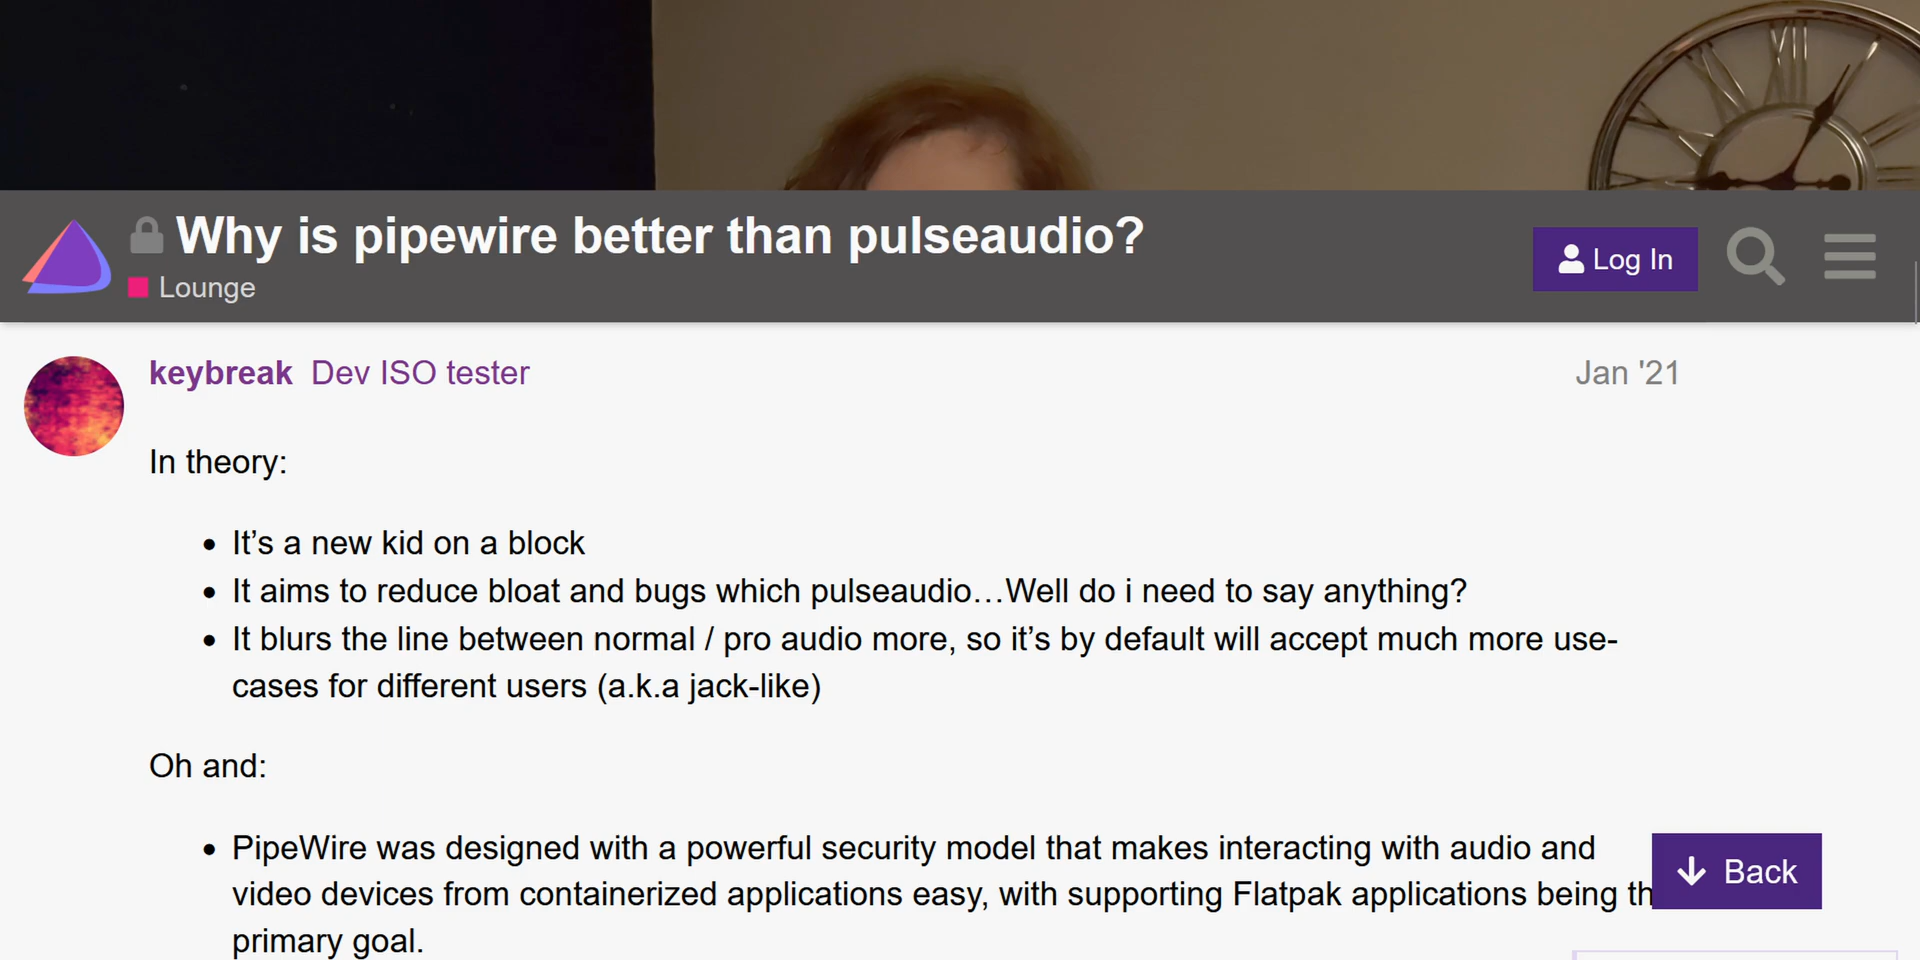 Why is pipewire better than pulseaudio?
Lounge
Log In
keybreak Dev ISO tester
Jan '21
In theory:
It’s a new kid on a block
It aims to reduce bloat and bugs which pulseaudio…Well do i need to say anything?
It blurs the line between normal / pro audio more, so it’s by default will accept much more use-
cases for different users (a.k.a jack-like)
Oh and:
PipeWire was designed with a powerful security model that makes interacting with audio and
video devices from containerized applications easy, with supporting Flatpak applications being
primary goal.
Back